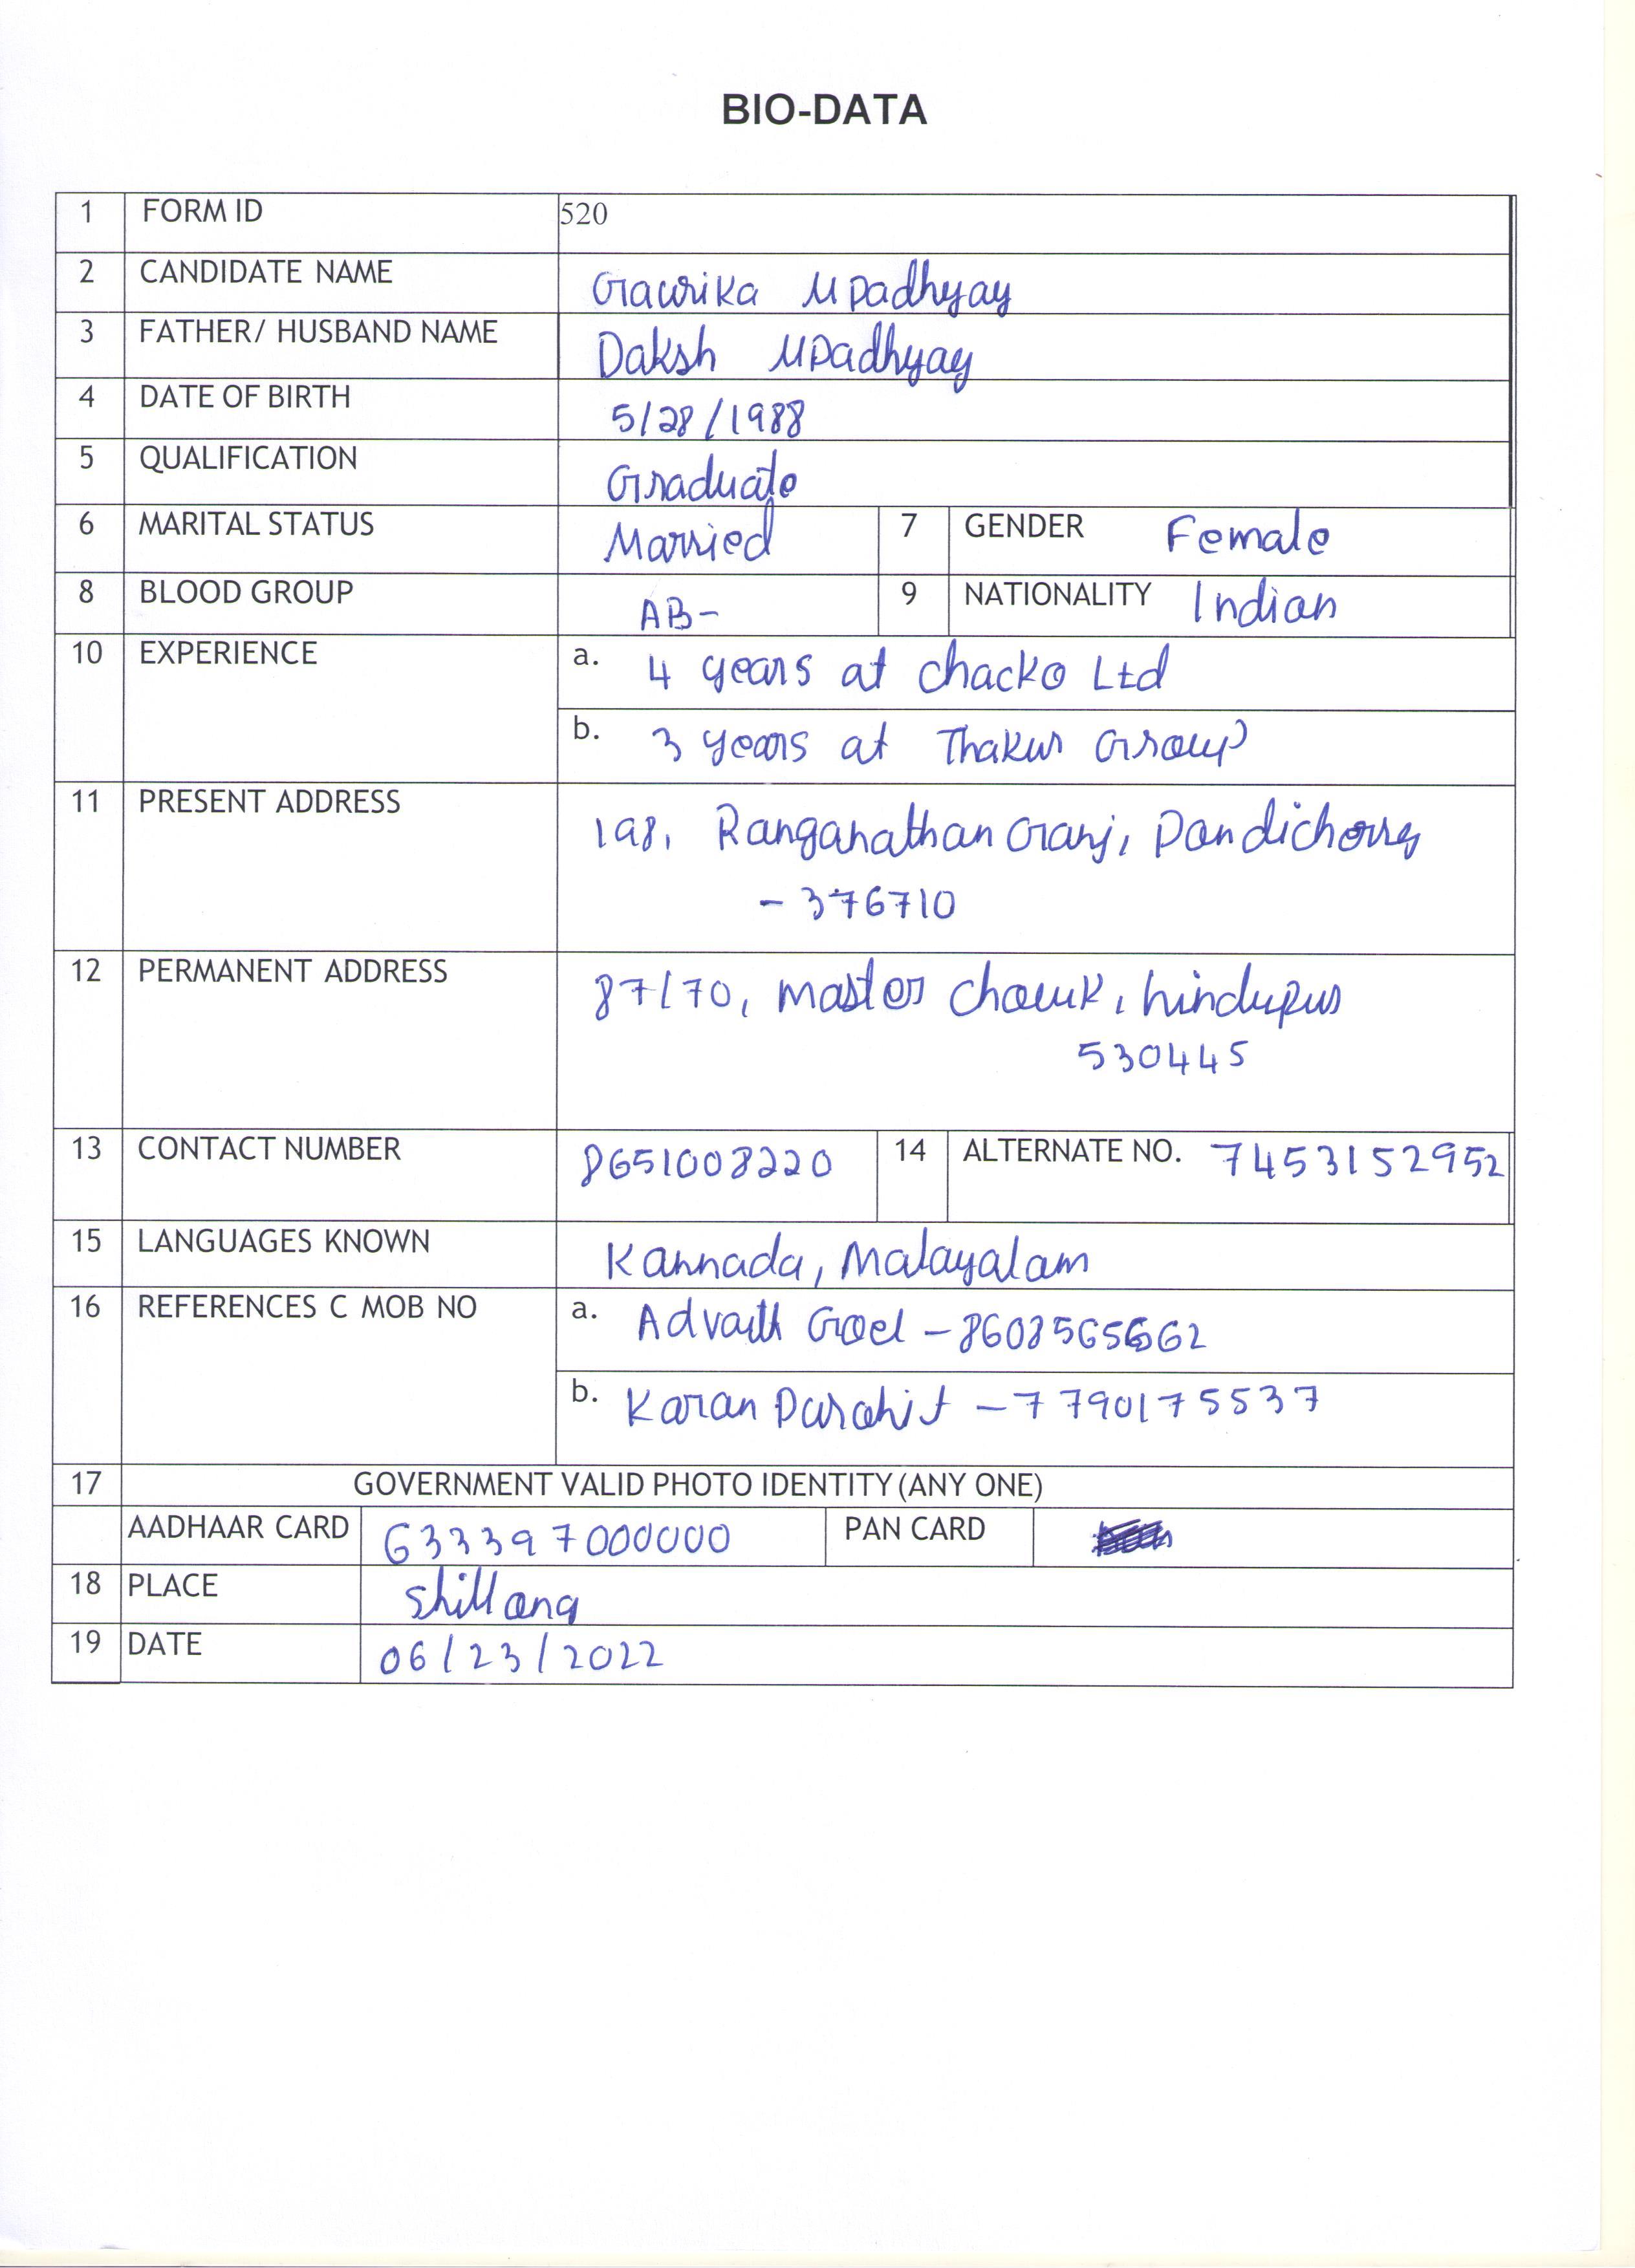 BIO-DATA
1 FORM ID 520
2 CANDIDATE NAME Gaurika Upadhyay
3 FATHER/ HUSBAND NAME Daksh Upadhyay
4 DATE OF BIRTH 5/28/1988
5 QUALIFICATION Graduate
6 MARITAL STATUS Married 7 GENDER Female
8 BLOOD GROUP AB- 9 NATIONALITY Indian
10 EXPERIENCE a. 4 years at chacko Ltd
b. 3 years at Thakur Group
11 PRESENT ADDRESS 198, Ranganathan Ganj, Pondicherry
- 376710
12 PERMANENT ADDRESS 87/70, Master Chowk, hindupur
530445
13 CONTACT NUMBER 8651008220 14 ALTERNATE NO. 7453152952
15 LANGUAGES KNOWN Kannada, Malayalam
16 REFERENCES C MOB NO a. Advaith Goel - 8608565662
b. Karan Purohit - 7790175537
17 GOVERNMENT VALID PHOTO IDENTITY (ANY ONE)
AADHAAR CARD 633397000000 PAN CARD
18 PLACE Shillong
19 DATE 06/23/2022